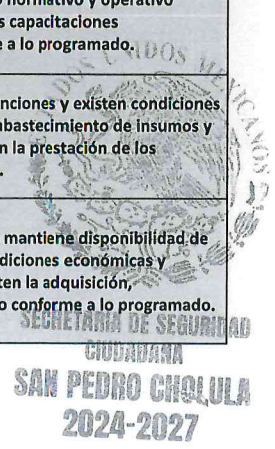 o normativo y operativo
s capacitaciones
e a lo programado.
nciones y existen condiciones
abastecimiento de insumos y
n la prestación de los
.
mantiene disponibilidad de
diciones económicas y
ten la adquisición,
o conforme a lo programado.
SECRETARIA DE SEGURIDAD
CIUDADANA
SAN PEDRO CHOLULA
2024-2027